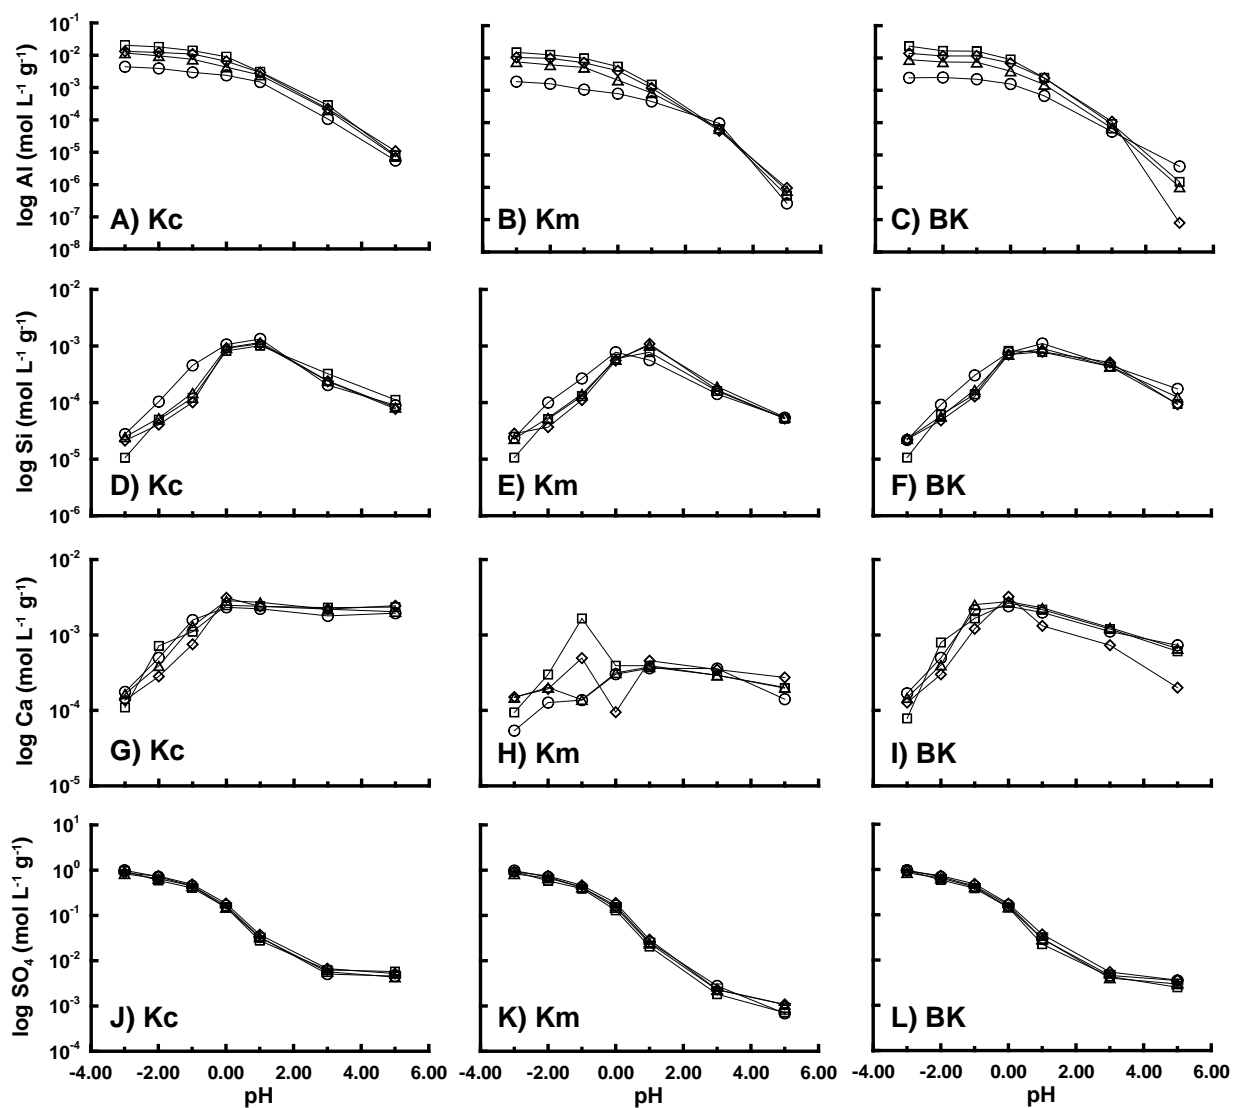 10⁻¹
10⁻²
10⁻³
10⁻⁴
10⁻⁵
10⁻⁶
10⁻⁷
10⁻⁸
log Al (mol L⁻¹ g⁻¹)
A) Kc
B) Km
C) BK
10⁻²
10⁻³
10⁻⁴
10⁻⁵
10⁻⁶
log Si (mol L⁻¹ g⁻¹)
D) Kc
E) Km
F) BK
10⁻²
10⁻³
10⁻⁴
10⁻⁵
log Ca (mol L⁻¹ g⁻¹)
G) Kc
H) Km
I) BK
10¹
10⁰
10⁻¹
10⁻²
10⁻³
10⁻⁴
log SO₄ (mol L⁻¹ g⁻¹)
J) Kc
K) Km
L) BK
-4.00 -2.00 0.00 2.00 4.00 6.00
-4.00 -2.00 0.00 2.00 4.00 6.00
-4.00 -2.00 0.00 2.00 4.00 6.00
pH
pH
pH